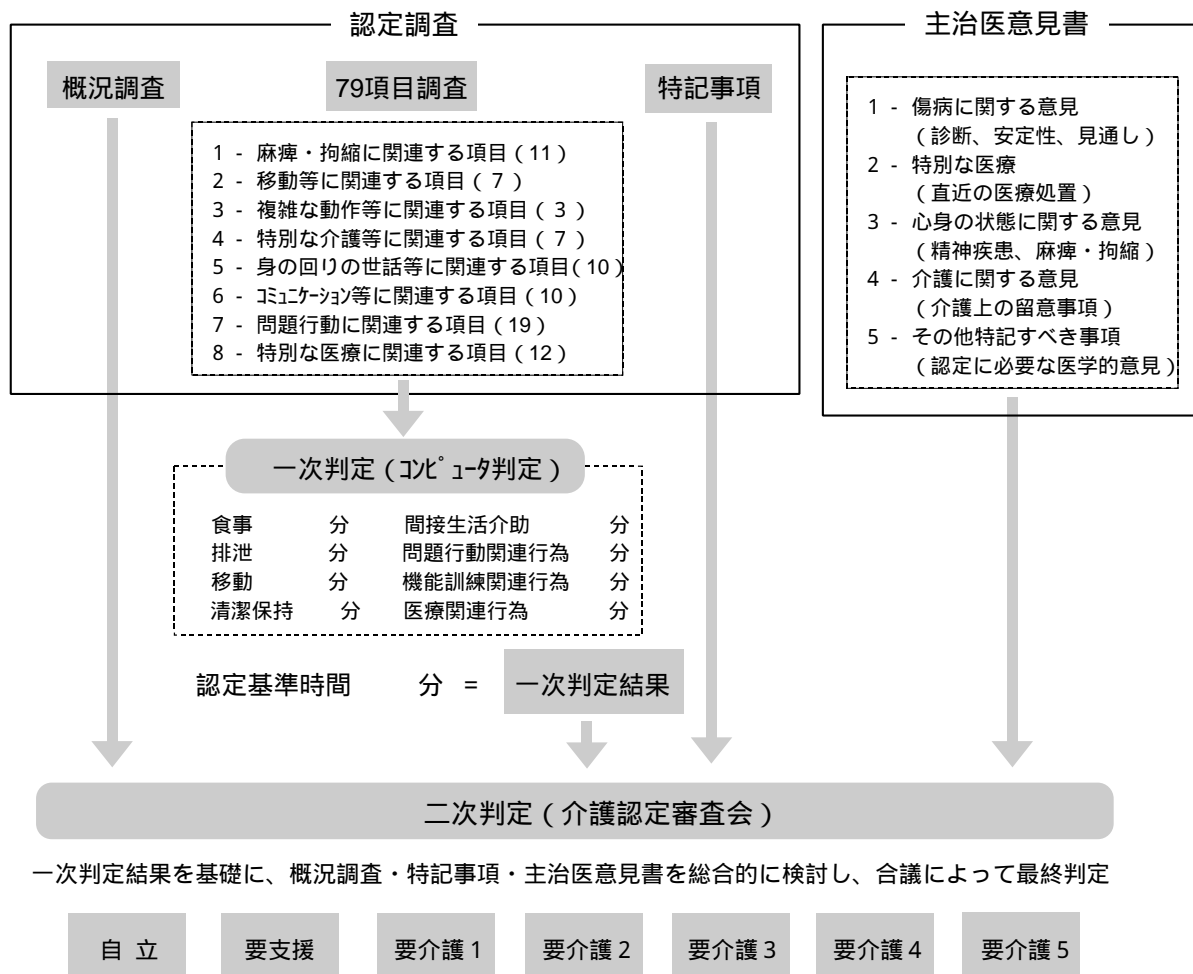 認定調査
主治医意見書
概況調査
79項目調査
特記事項
1 - 麻痺・拘縮に関連する項目(11)
2 - 移動等に関連する項目(7)
3 - 複雑な動作等に関連する項目(3)
4 - 特別な介護等に関連する項目(7)
5 - 身の回りの世話等に関連する項目(10)
6 - コミュニケーション等に関連する項目(10)
7 - 問題行動に関連する項目(19)
8 - 特別な医療に関連する項目(12)
1 - 傷病に関する意見
(診断、安定性、見通し)
2 - 特別な医療
(直近の医療処置)
3 - 心身の状態に関する意見
(精神疾患、麻痺・拘縮)
4 - 介護に関する意見
(介護上の留意事項)
5 - その他特記すべき事項
(認定に必要な医学的意見)
一次判定(コンピュータ判定)
食事 分 間接生活介助 分
排泄 分 問題行動関連行為 分
移動 分 機能訓練関連行為 分
清潔保持 分 医療関連行為 分
認定基準時間 分 = 一次判定結果
二次判定(介護認定審査会)
一次判定結果を基礎に、概況調査・特記事項・主治医意見書を総合的に検討し、合議によって最終判定
自 立 要支援 要介護1 要介護2 要介護3 要介護4 要介護5